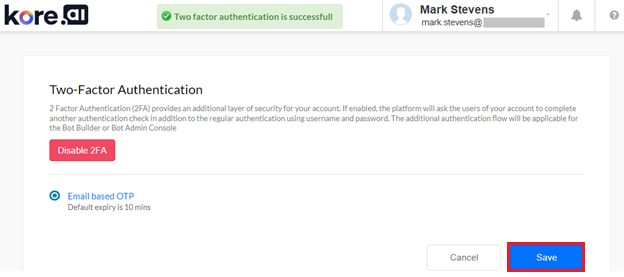 kore.ai
Two factor authentication is successfull
Mark Stevens
mark.stevens@
?
Two-Factor Authentication
2 Factor Authentication (2FA) provides an additional layer of security for your account. If enabled, the platform will ask the users of your account to complete
another authentication check in addition to the regular authentication using username and password. The additional authentication flow will be applicable for
the Bot Builder or Bot Admin Console
Disable 2FA
Email based OTP
Default expiry is 10 mins
Cancel
Save